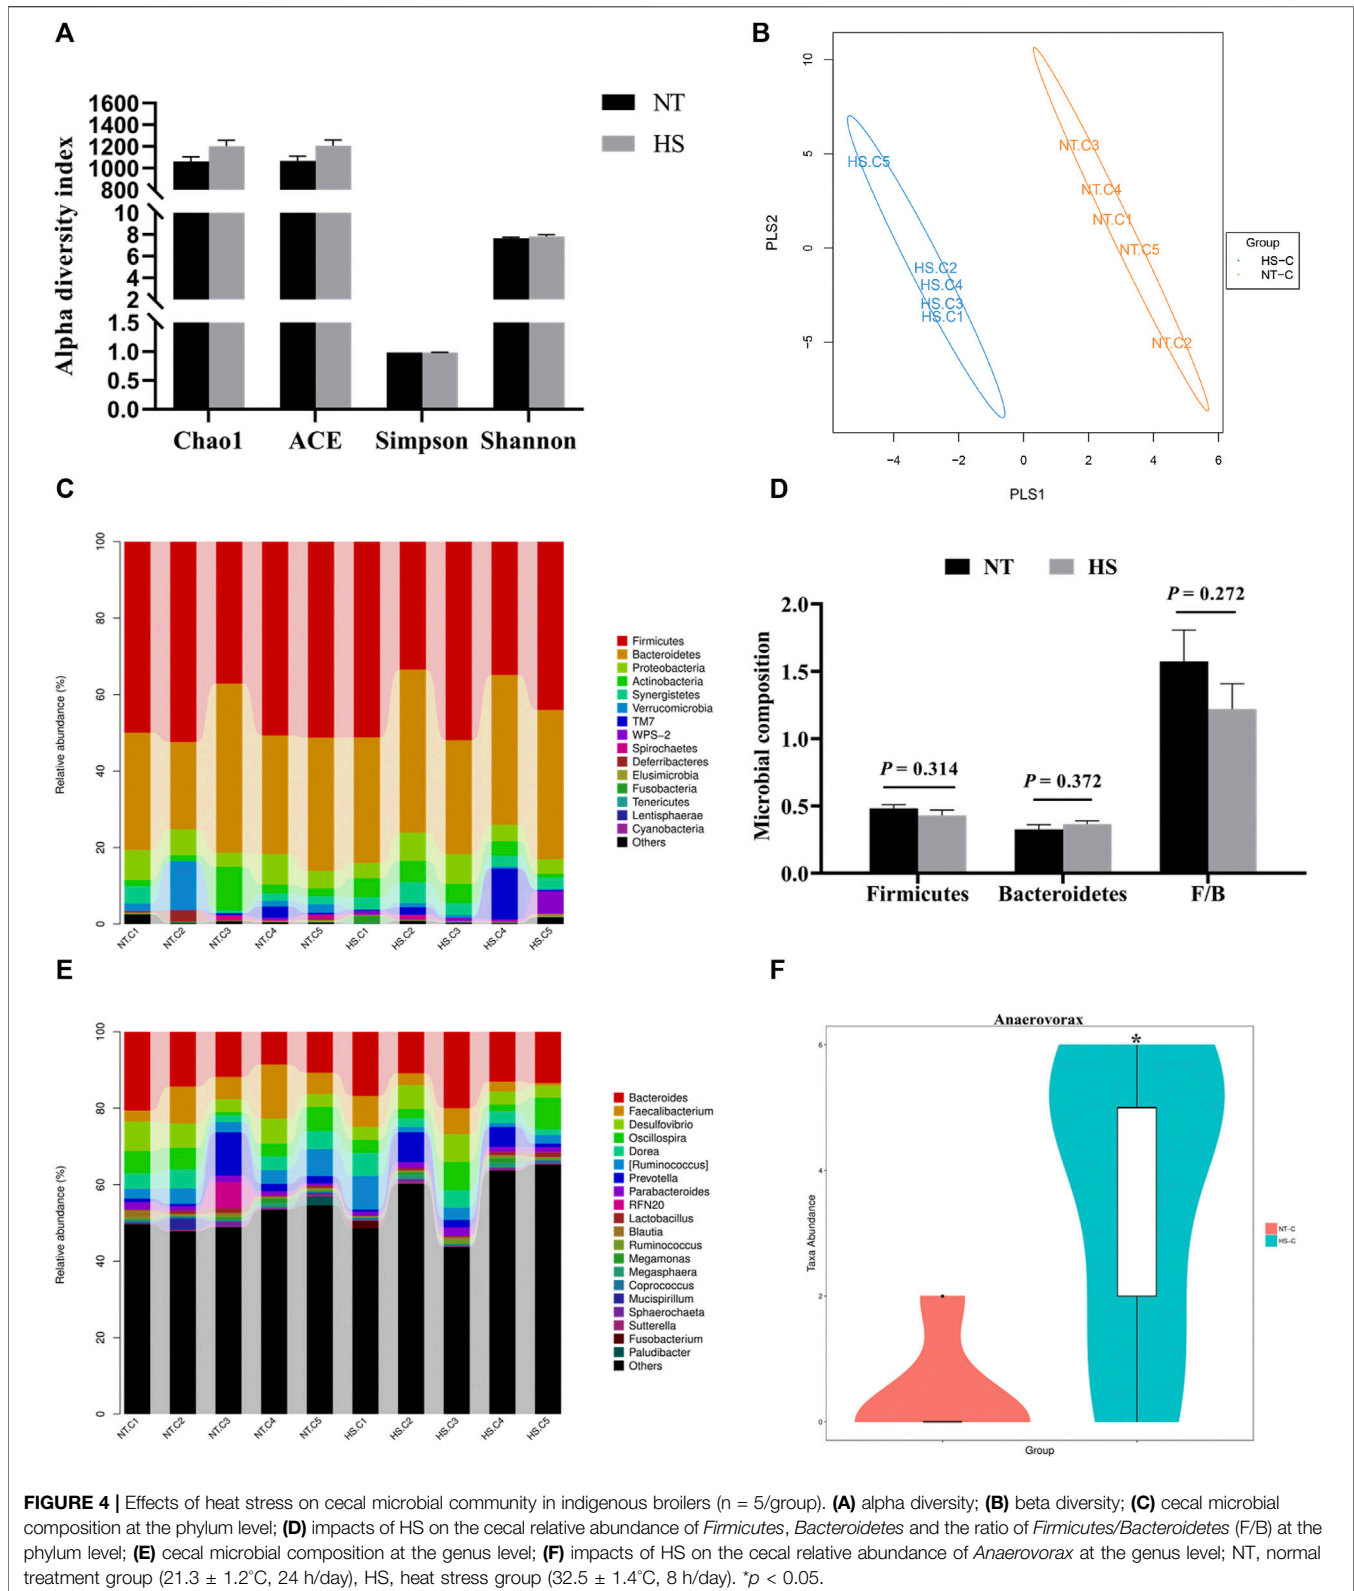 A
NT
HS
Alpha diversity index
1600
1400
1200
1000
800
10
8
6
4
2
1.5
1.0
0.5
0.0
Chao1 ACE Simpson Shannon
B
PLS2
10
5
0
−5
HS.C5
HS.C2
HS.C4
HS.C3
HS.C1
NT.C3
NT.C4
NT.C1
NT.C5
NT.C2
−4 −2 0 2 4 6
PLS1
Group
HS−C
NT−C
C
Relative abundance (%)
100
80
60
40
20
0
NT.C1 NT.C2 NT.C3 NT.C4 NT.C5 HS.C1 HS.C2 HS.C3 HS.C4 HS.C5
Firmicutes
Bacteroidetes
Proteobacteria
Actinobacteria
Synergistetes
Verrucomicrobia
TM7
WPS−2
Spirochaetes
Deferribacteres
Elusimicrobia
Fusobacteria
Tenericutes
Lentisphaerae
Cyanobacteria
Others
D
NT HS
Microbial composition
2.0
1.5
1.0
0.5
0.0
P = 0.314
P = 0.372
P = 0.272
Firmicutes Bacteroidetes F/B
E
Relative abundance (%)
100
80
60
40
20
0
NT.C1 NT.C2 NT.C3 NT.C4 NT.C5 HS.C1 HS.C2 HS.C3 HS.C4 HS.C5
Bacteroides
Faecalibacterium
Desulfovibrio
Oscillospira
Dorea
[Ruminococcus]
Prevotella
Parabacteroides
RFN20
Lactobacillus
Blautia
Ruminococcus
Megamonas
Megasphaera
Coprococcus
Mucispirillum
Sphaerochaeta
Sutterella
Fusobacterium
Paludibacter
Others
F
Anaerovorax
*
Taxa Abundance
6
4
2
0
Group
NT-C
HS-C
FIGURE 4 | Effects of heat stress on cecal microbial community in indigenous broilers (n = 5/group). (A) alpha diversity; (B) beta diversity; (C) cecal microbial
composition at the phylum level; (D) impacts of HS on the cecal relative abundance of Firmicutes, Bacteroidetes and the ratio of Firmicutes/Bacteroidetes (F/B) at the
phylum level; (E) cecal microbial composition at the genus level; (F) impacts of HS on the cecal relative abundance of Anaerovorax at the genus level; NT, normal
treatment group (21.3 ± 1.2°C, 24 h/day), HS, heat stress group (32.5 ± 1.4°C, 8 h/day). *p < 0.05.